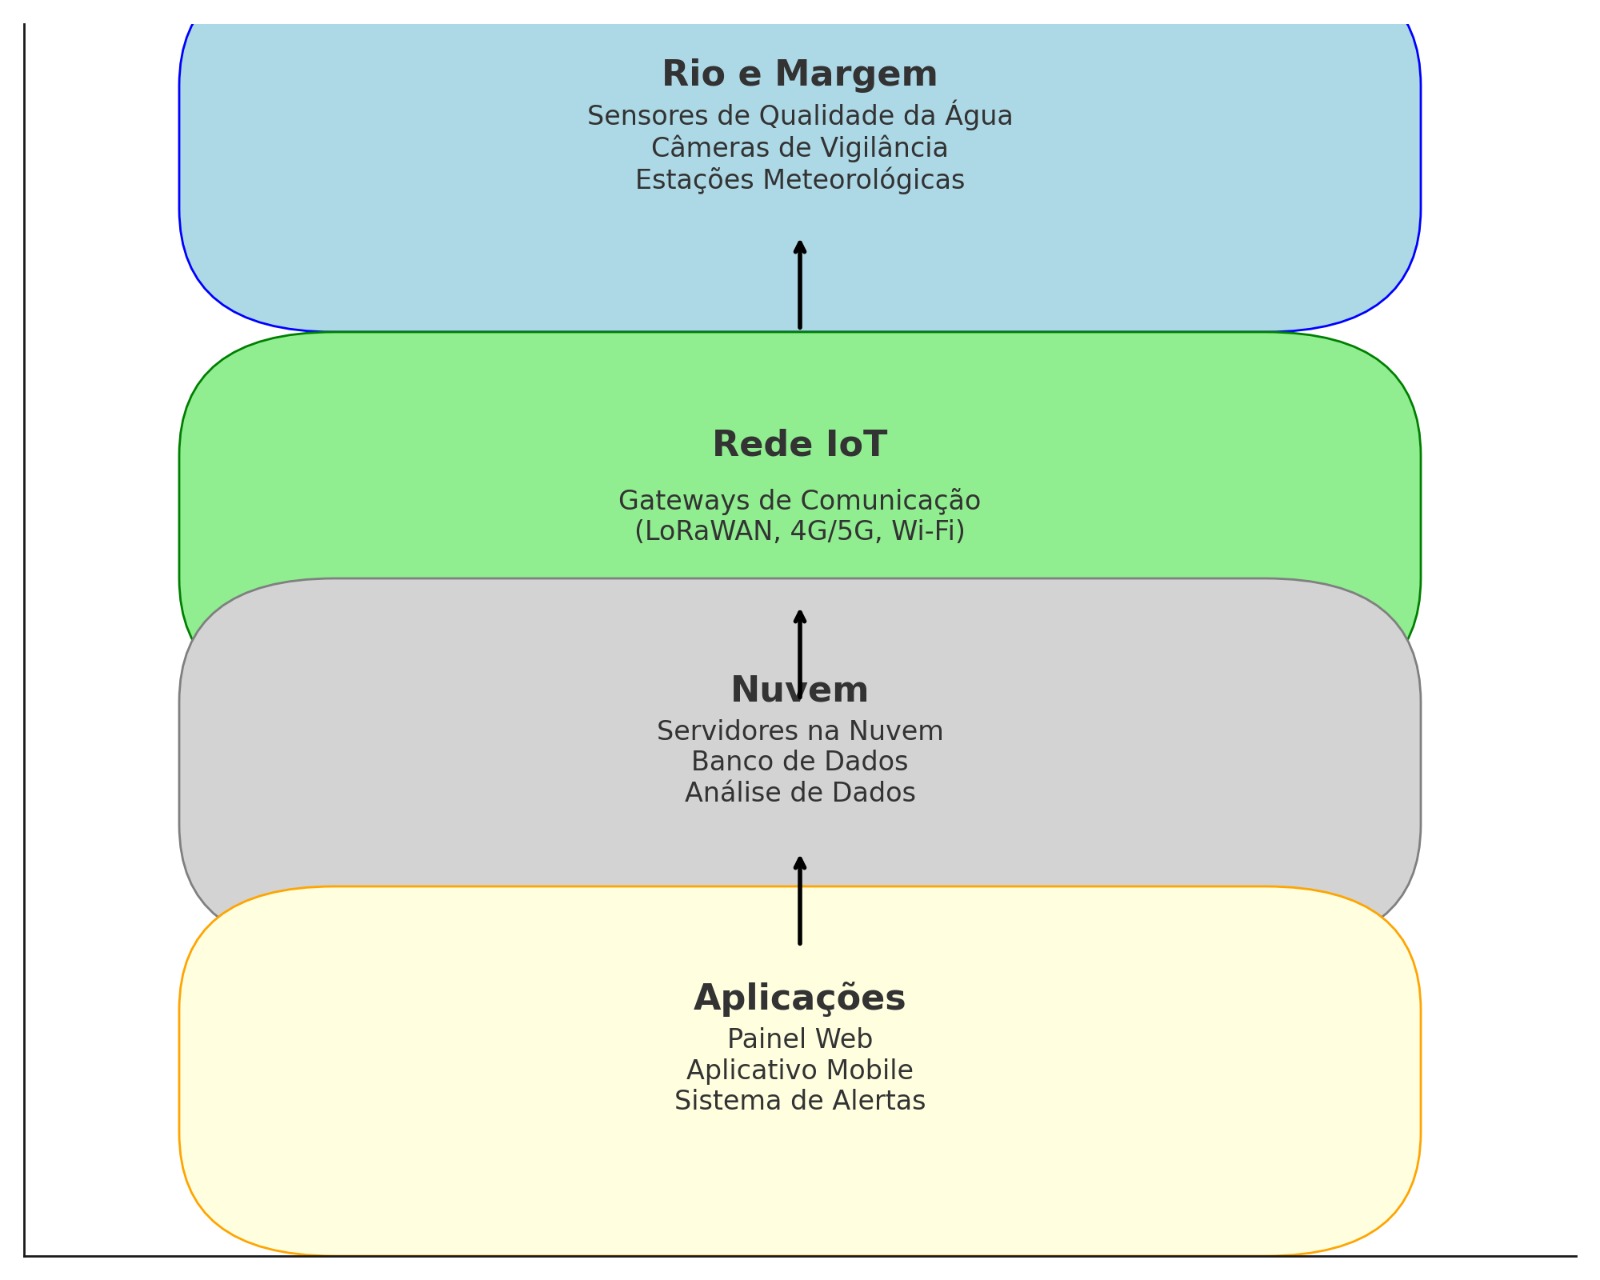 Rio e Margem
Sensores de Qualidade da Água
Câmeras de Vigilância
Estações Meteorológicas
Rede IoT
Gateways de Comunicação
(LoRaWAN, 4G/5G, Wi-Fi)
Nuvem
Servidores na Nuvem
Banco de Dados
Análise de Dados
Aplicações
Painel Web
Aplicativo Mobile
Sistema de Alertas